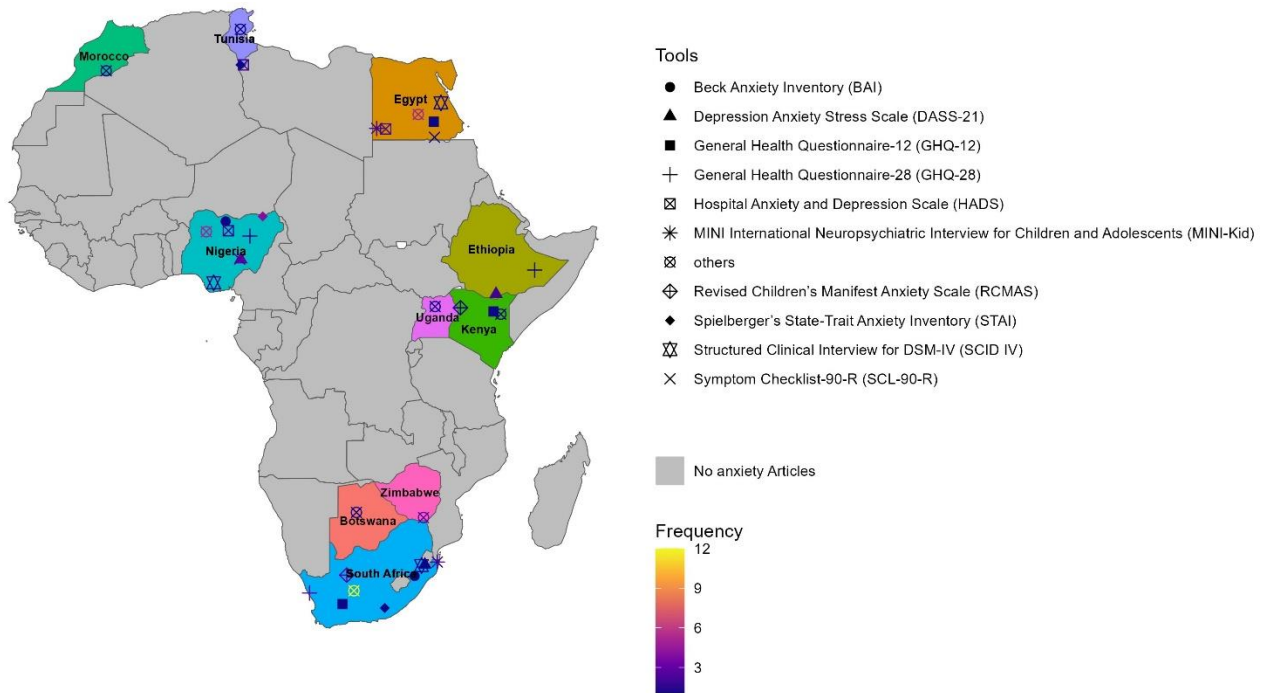 Tunisia
Morocco
Egypt
Nigeria
Ethiopia
Uganda
Kenya
Zimbabwe
Botswana
South Africa
Tools
Beck Anxiety Inventory (BAI)
Depression Anxiety Stress Scale (DASS-21)
General Health Questionnaire-12 (GHQ-12)
General Health Questionnaire-28 (GHQ-28)
Hospital Anxiety and Depression Scale (HADS)
MINI International Neuropsychiatric Interview for Children and Adolescents (MINI-Kid)
others
Revised Children's Manifest Anxiety Scale (RCMAS)
Spielberger's State-Trait Anxiety Inventory (STAI)
Structured Clinical Interview for DSM-IV (SCID IV)
Symptom Checklist-90-R (SCL-90-R)
No anxiety Articles
Frequency
12
9
6
3